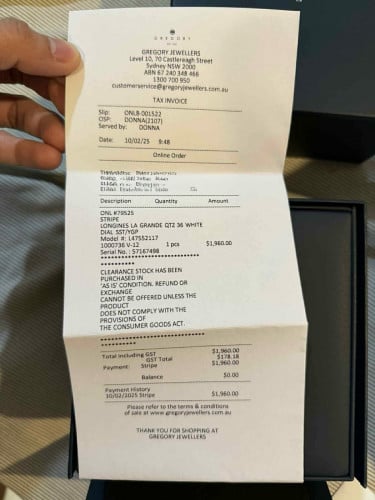 GREGORY
GREGORY JEWELLERS
Level 10, 70 Castlereagh Street
Sydney NSW 2000
ABN 67 240 348 466
1300 700 950
customerservice@gregoryjewellers.com.au
TAX INVOICE
Slip: ONLB-001522
OSP: DONNA(2107)
Served by: DONNA
Date: 10/02/25 9:48
Online Order
Description Quantity Amount
ONL #79525
STRIPE
LONGINES LA GRANDE QTZ 36 WHITE
DIAL SST/YGP
Model #: L47552117
1000736 V-12 1 pcs $1,960.00
Serial No. : 57167498
**********************************
**********
CLEARANCE STOCK HAS BEEN
PURCHASED IN
'AS IS' CONDITION. REFUND OR
EXCHANGE
CANNOT BE OFFERED UNLESS THE
PRODUCT
DOES NOT COMPLY WITH THE
PROVISIONS OF
THE CONSUMER GOODS ACT.
**********************************
**********
Total including GST $1,960.00
GST Total $178.18
Payment: Stripe $1,960.00
Balance $0.00
Payment History
10/02/2025 Stripe $1,960.00
Please refer to the terms & conditions
of sale at www.gregoryjewellers.com.au
THANK YOU FOR SHOPPING AT
GREGORY JEWELLERS